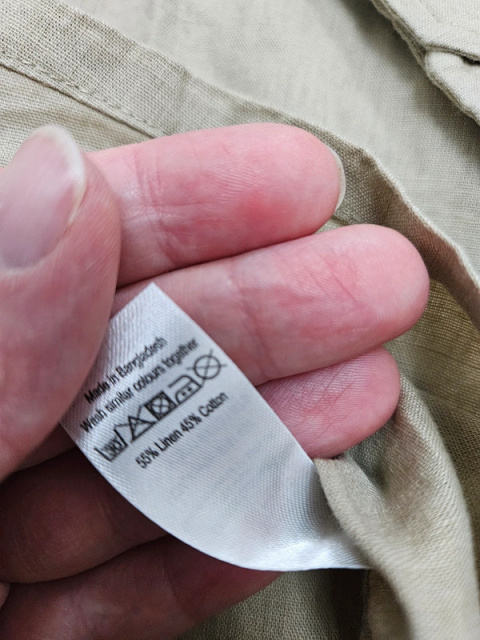 Made in Bangladesh
Wash similar colours together
55% Linen 45% Cotton